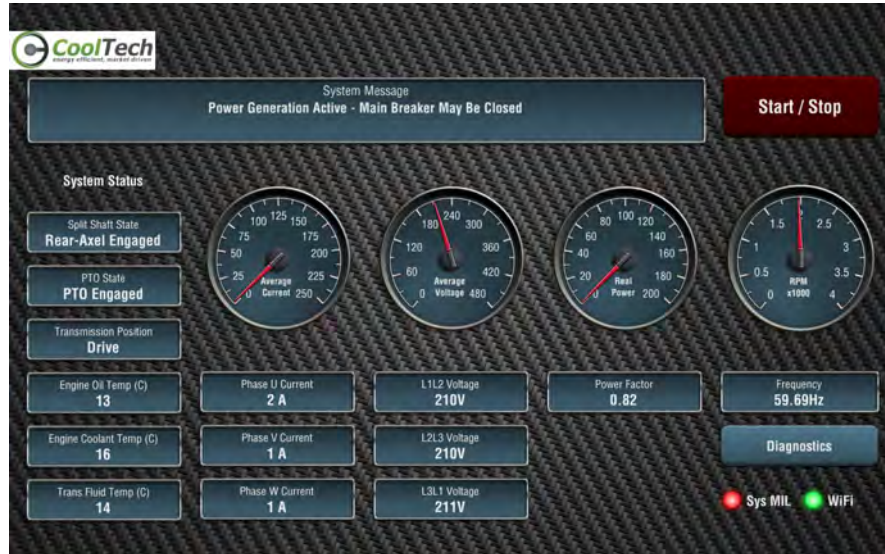 CoolTech
energy efficient, market driven
System Message
Power Generation Active - Main Breaker May Be Closed
Start / Stop
System Status
Split Shaft State
Rear-Axel Engaged
PTO State
PTO Engaged
Transmission Position
Drive
Engine Oil Temp (C)
13
Engine Coolant Temp (C)
16
Trans Fluid Temp (C)
14
0 25 50 75 100 125 150 175 200 225 250
Average
Current
0 60 120 180 240 300 360 420 480
Average
Voltage
0 20 40 60 80 100 120 140 160 180 200
Real
Power
0 0.5 1 1.5 2 2.5 3 3.5 4
RPM
x1000
Phase U Current
2 A
Phase V Current
1 A
Phase W Current
1 A
L1L2 Voltage
210V
L2L3 Voltage
210V
L3L1 Voltage
211V
Power Factor
0.82
Frequency
59.69Hz
Diagnostics
Sys MIL
WiFi